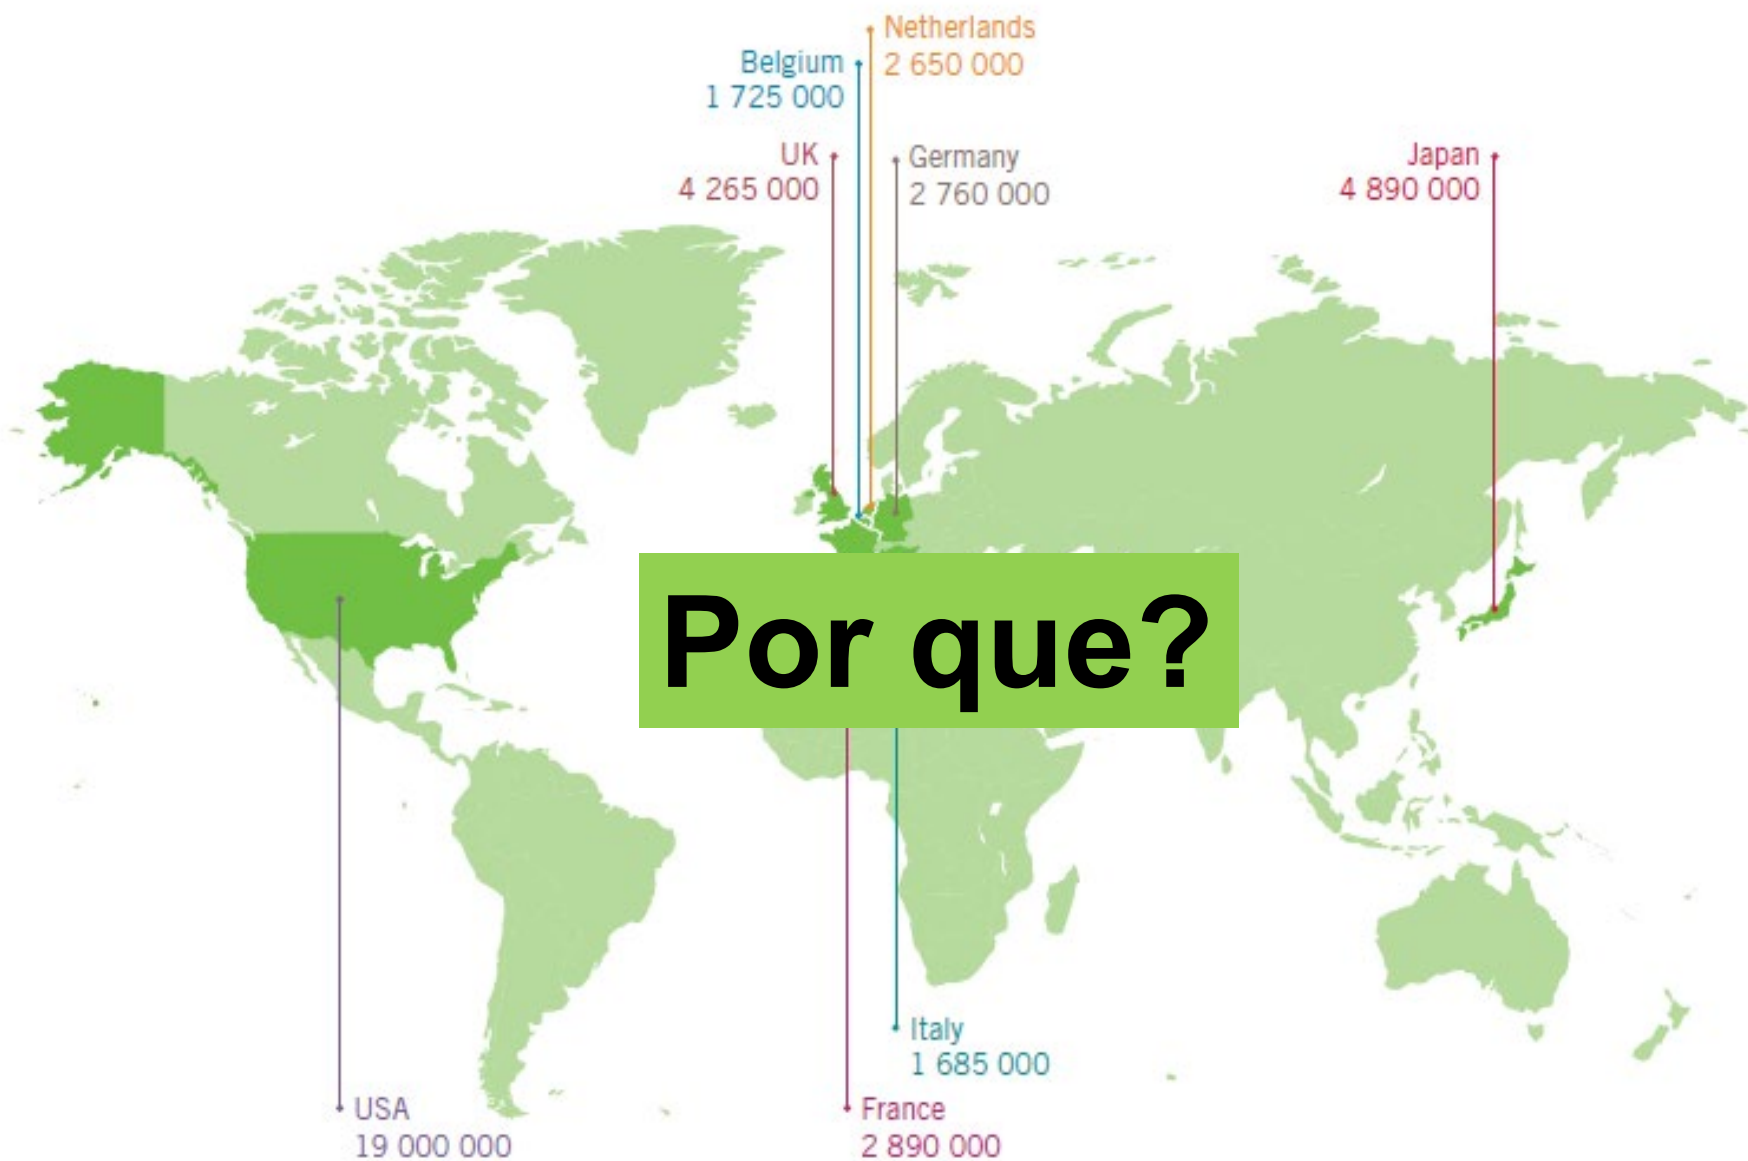 Netherlands
2 650 000
Belgium
1 725 000
UK
4 265 000
Germany
2 760 000
Japan
4 890 000
Por que?
Italy
1 685 000
USA
19 000 000
France
2 890 000